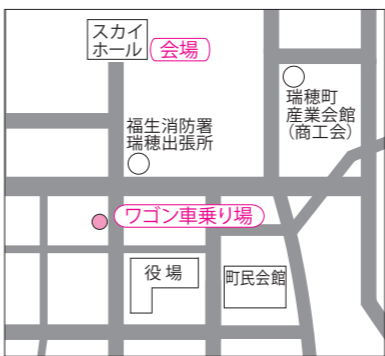 スカイ
ホール
会場
瑞穂町
産業会館
(商工会)
福生消防署
瑞穂出張所
ワゴン車乗り場
役場
町民会館